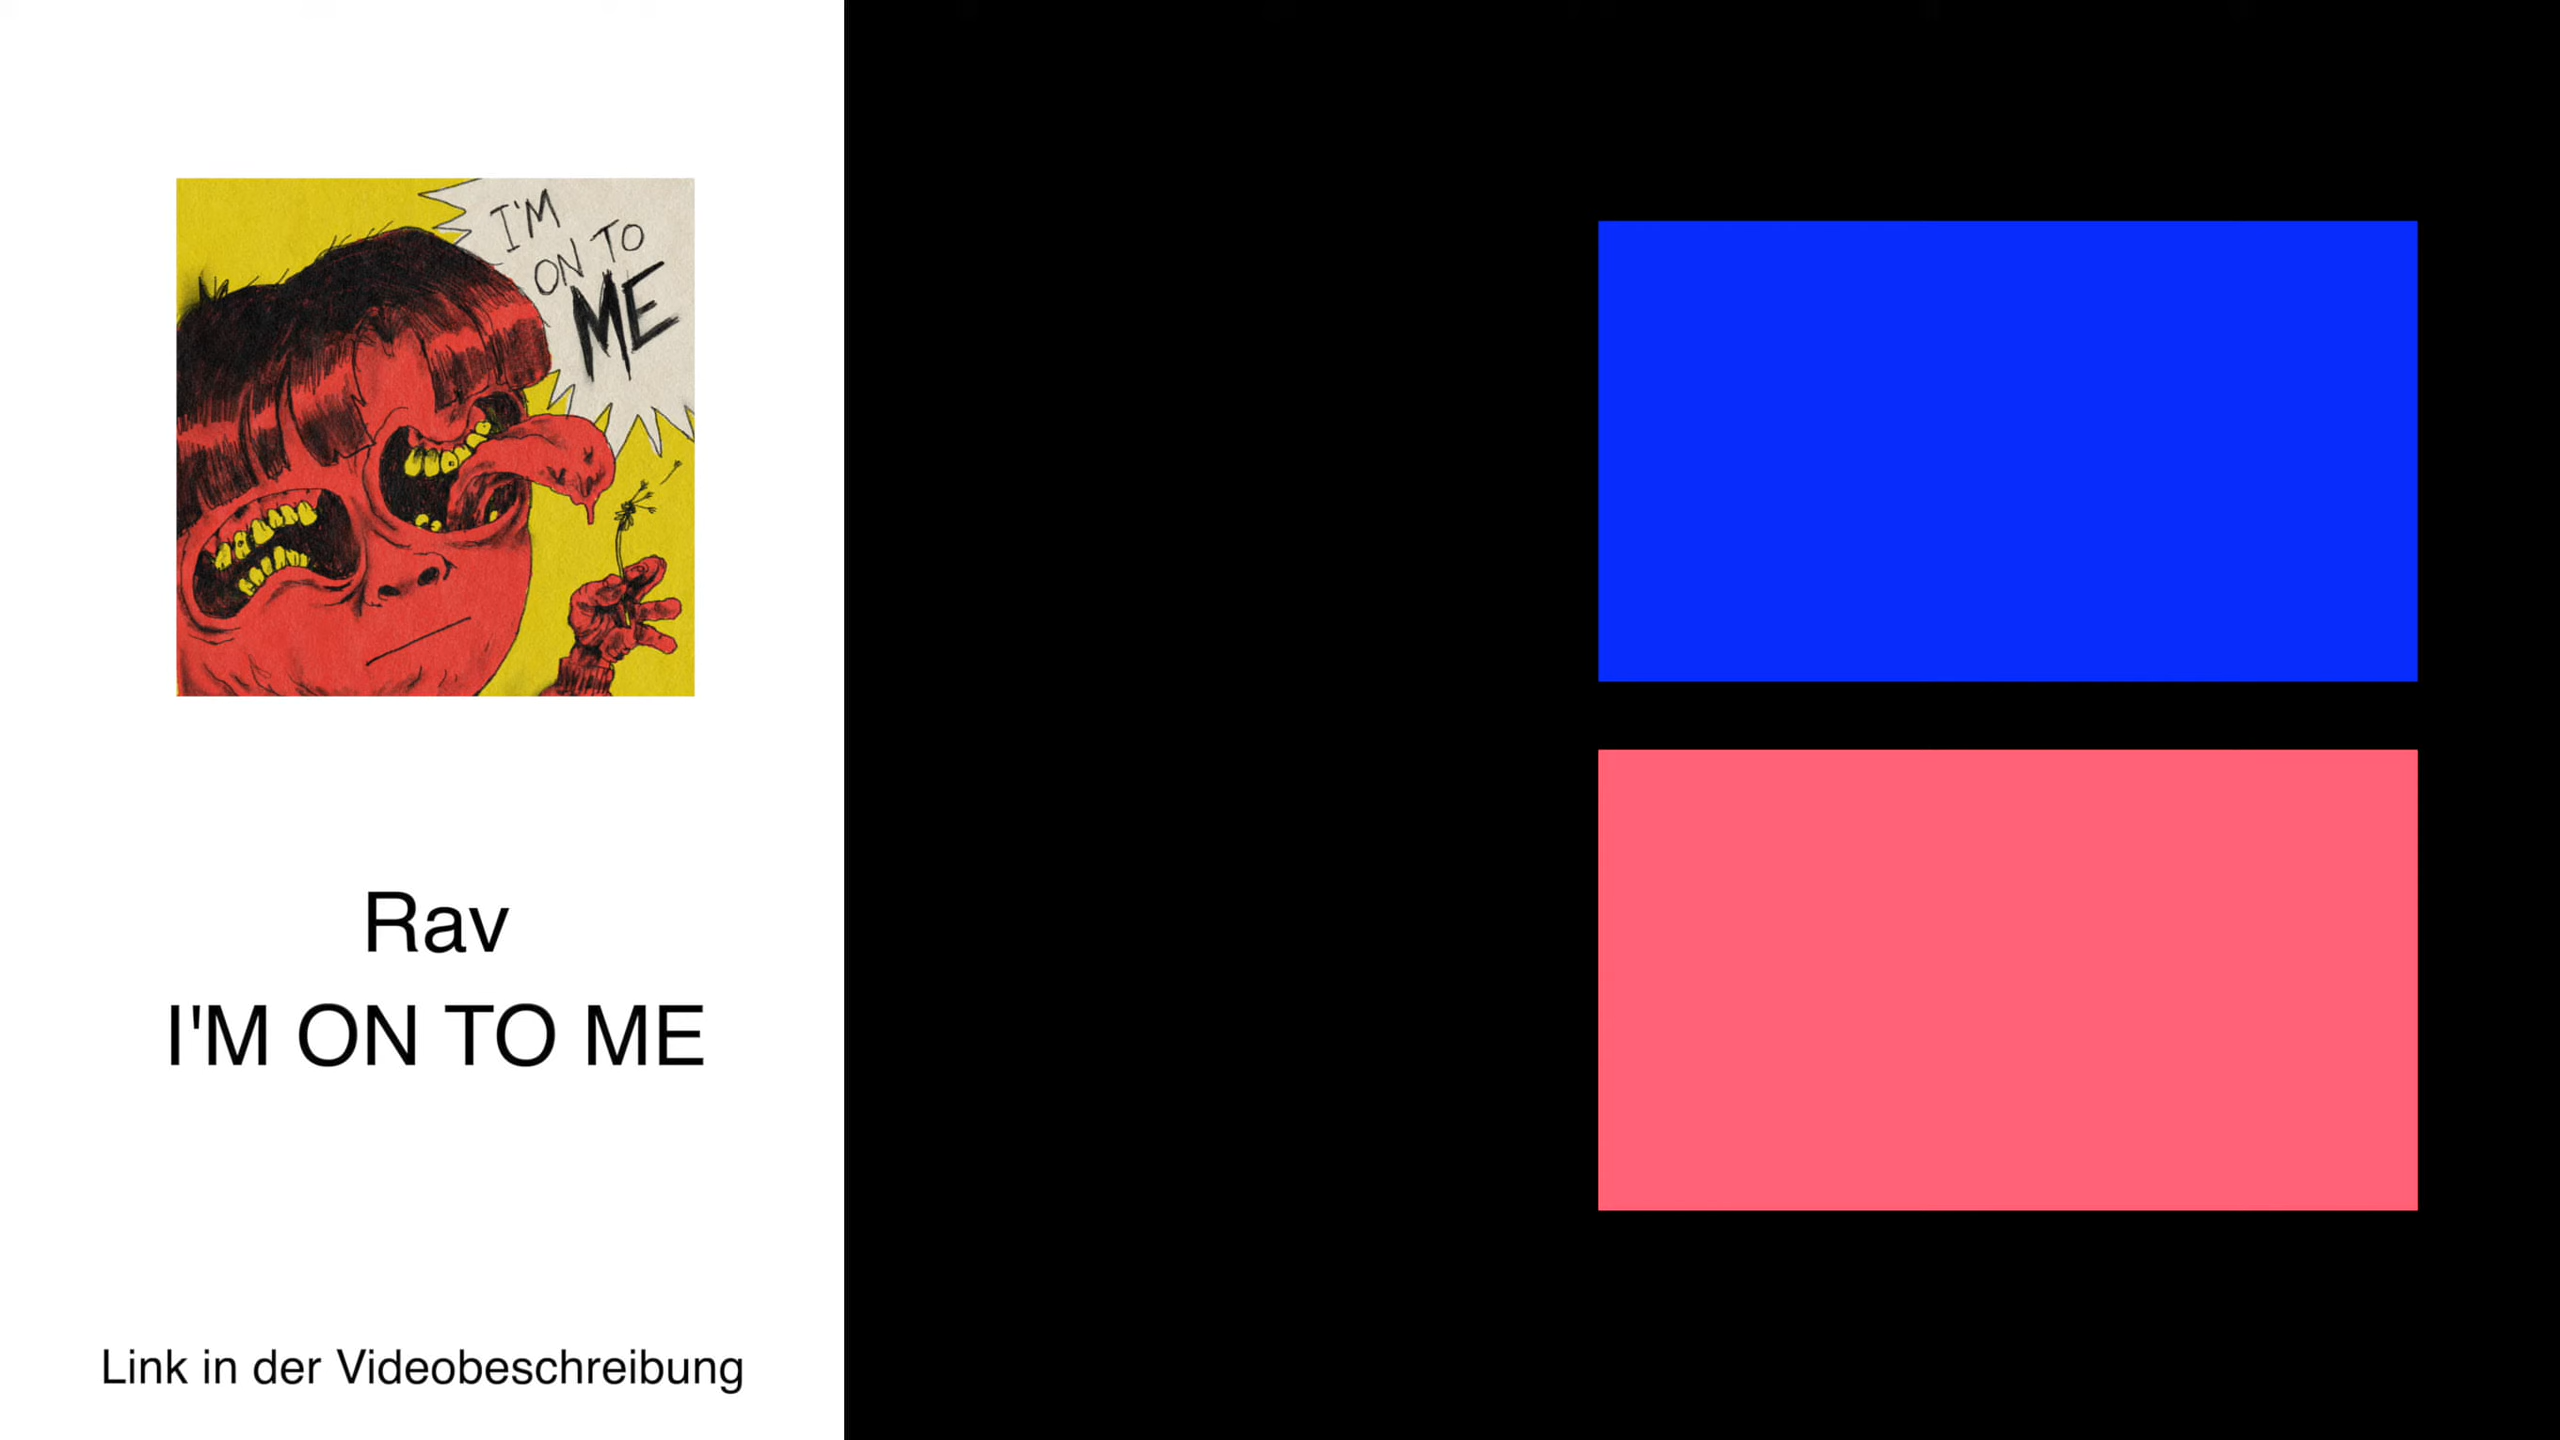 I'M
ON TO
ME
Rav
I'M ON TO ME
Link in der Videobeschreibung